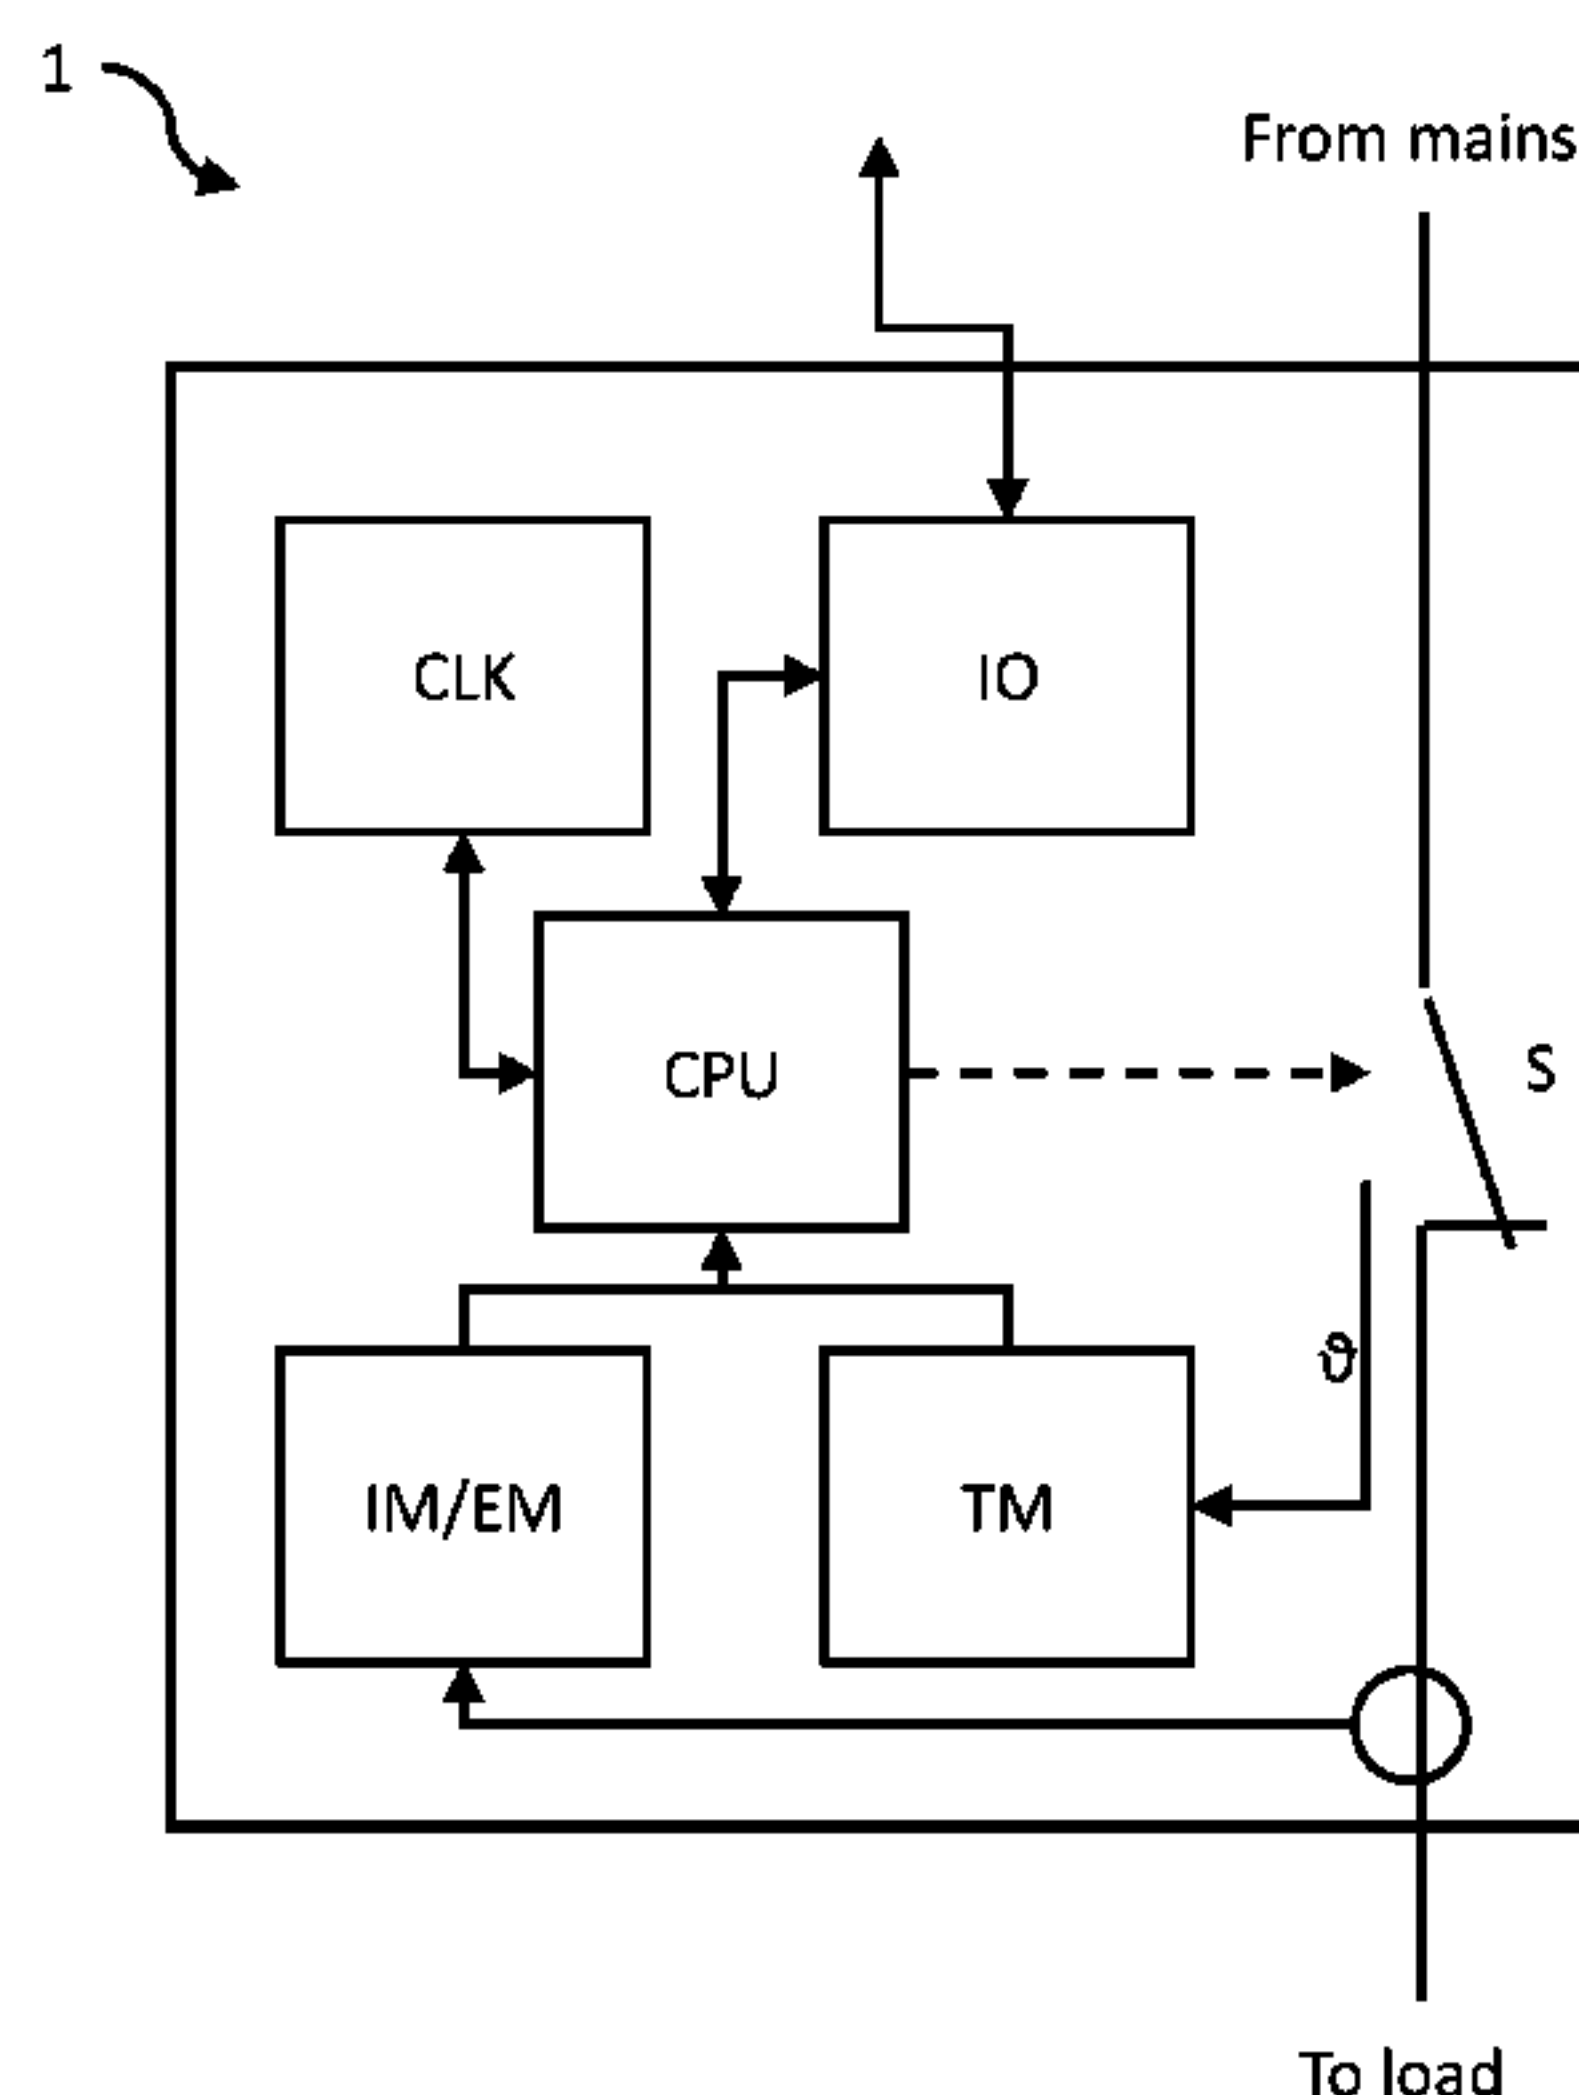 1
From mains
CLK
IO
CPU
S
ϑ
IM/EM
TM
To load